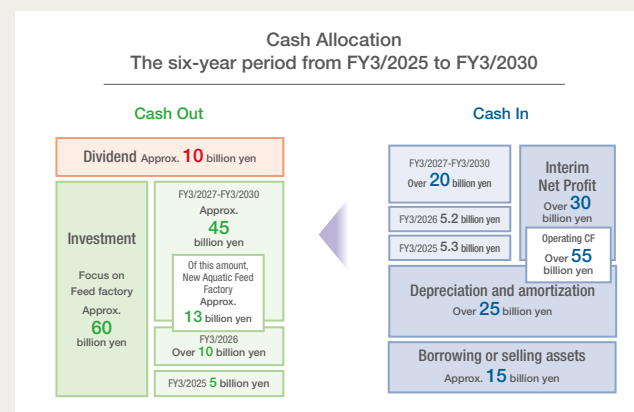 Cash Allocation
The six-year period from FY3/2025 to FY3/2030
Cash Out
Dividend Approx. 10 billion yen
Investment
Focus on
Feed factory
Approx.
60
billion yen
FY3/2027-FY3/2030
Approx.
45
billion yen
Of this amount,
New Aquatic Feed
Factory
Approx.
13 billion yen
FY3/2026
Over 10 billion yen
FY3/2025 5 billion yen
Cash In
FY3/2027-FY3/2030
Over 20 billion yen
FY3/2026 5.2 billion yen
FY3/2025 5.3 billion yen
Interim
Net Profit
Over 30
billion yen
Operating CF
Over 55
billion yen
Depreciation and amortization
Over 25 billion yen
Borrowing or selling assets
Approx. 15 billion yen